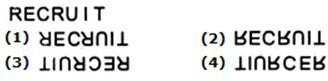 RECRUIT
(1) RECRUIT (2) RECRUIT
(3) TIURCER (4) TIURCER